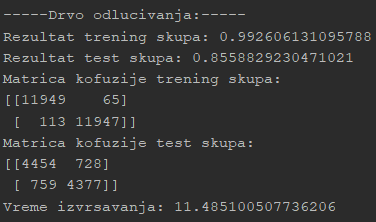 -----Drvo odlucivanja:-----
Rezultat trening skupa: 0.992606131095788
Rezultat test skupa: 0.8558829230471021
Matrica kofuzije trening skupa:
[[11949    65]
 [  113 11947]]
Matrica kofuzije test skupa:
[[4454  728]
 [ 759 4377]]
Vreme izvrsavanja: 11.485100507736206